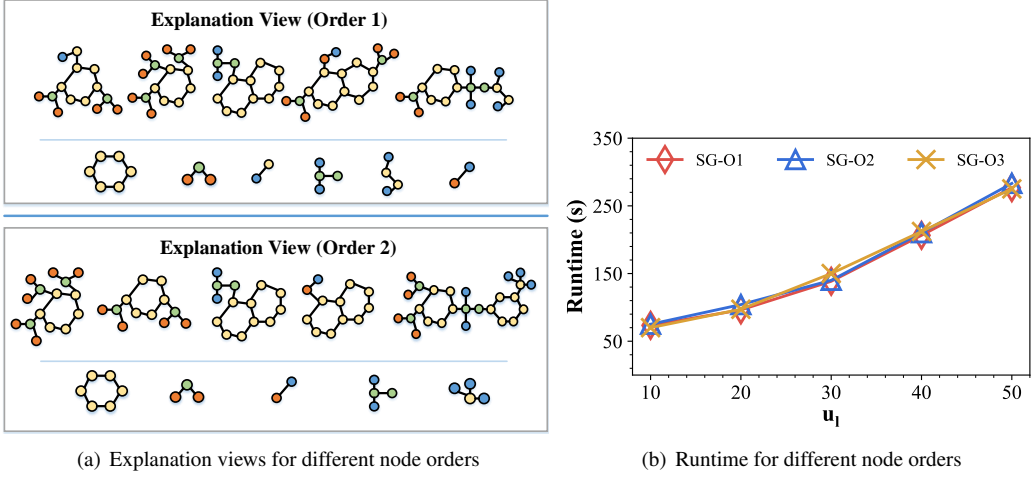 Explanation View (Order 1)
Explanation View (Order 2)
(a) Explanation views for different node orders
SG-O1 SG-O2 SG-O3
350
250
150
50
Runtime (s)
10 20 30 40 50
u_l
(b) Runtime for different node orders